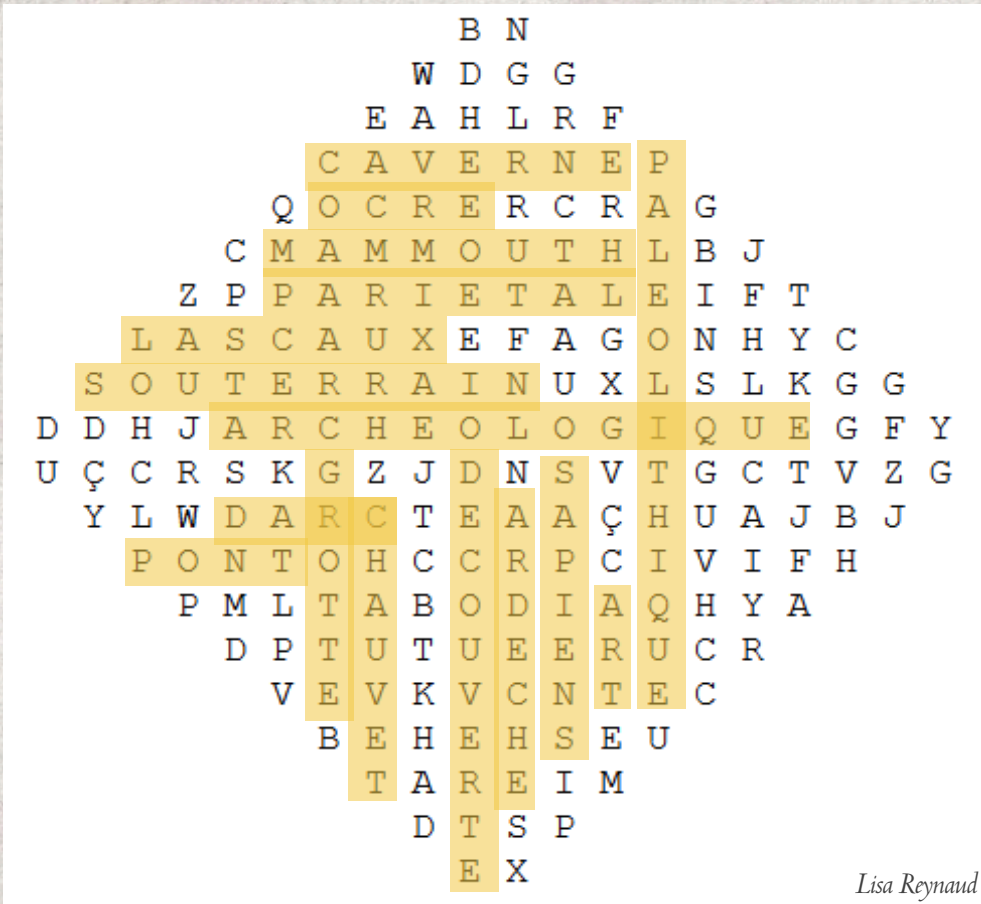 B N
W D G G
E A H L R F
C A V E R N E P
Q O C R E R C R A G
C M A M M O U T H L B J
Z P P A R I E T A L E I F T
L A S C A U X E F A G O N H Y C
S O U T E R R A I N U X L S L K G G
D D H J A R C H E O L O G I Q U E G F Y
U Ç C R S K G Z J D N S V T G C T V Z G
Y L W D A R C T E A A Ç H U A J B J
P O N T O H C C R P C I V I F H
P M L T A B O D I A Q H Y A
D P T U T U E E R U C R
V E V K V C N T E C
B E H E H S E U
T A R E I M
D T S P
E X
Lisa Reynaud